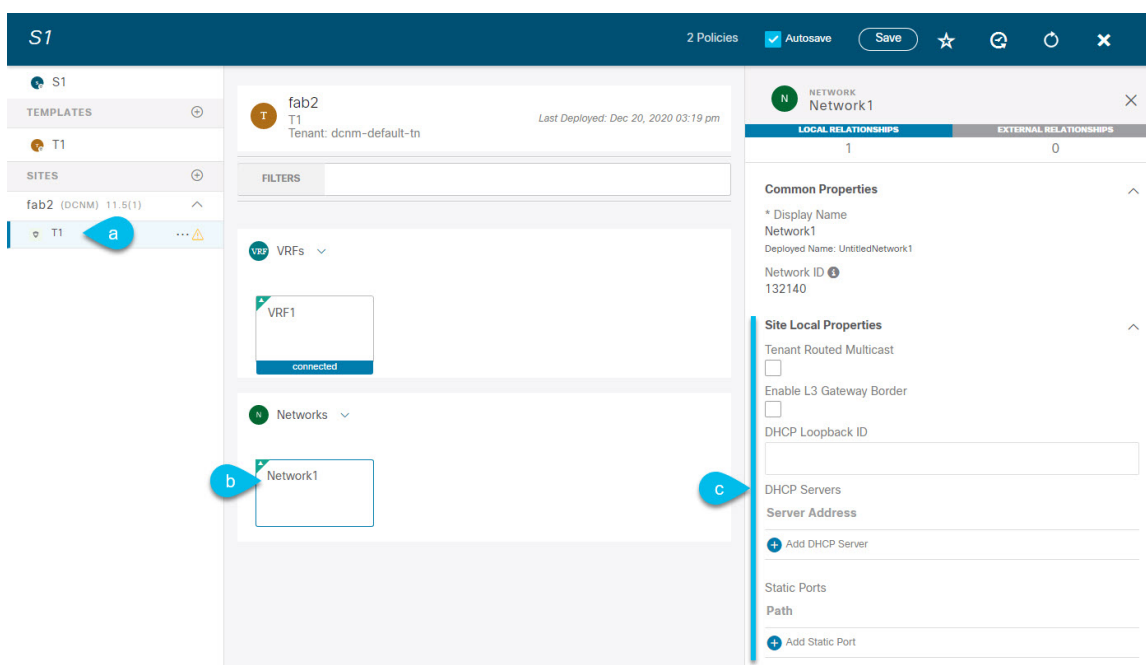 S1
2 Policies
Autosave
Save
S1
TEMPLATES
T
T1
SITES
fab2 (DCNM) 11.5(1)
T1
a
T
fab2
T1
Tenant: dcnm-default-tn
Last Deployed: Dec 20, 2020 03:19 pm
FILTERS
VRF
VRFs
VRF1
connected
N
Networks
b
Network1
N
NETWORK
Network1
LOCAL RELATIONSHIPS
EXTERNAL RELATIONSHIPS
1
0
Common Properties
* Display Name
Network1
Deployed Name: UntitledNetwork1
Network ID i
132140
c
Site Local Properties
Tenant Routed Multicast
Enable L3 Gateway Border
DHCP Loopback ID
DHCP Servers
Server Address
Add DHCP Server
Static Ports
Path
Add Static Port